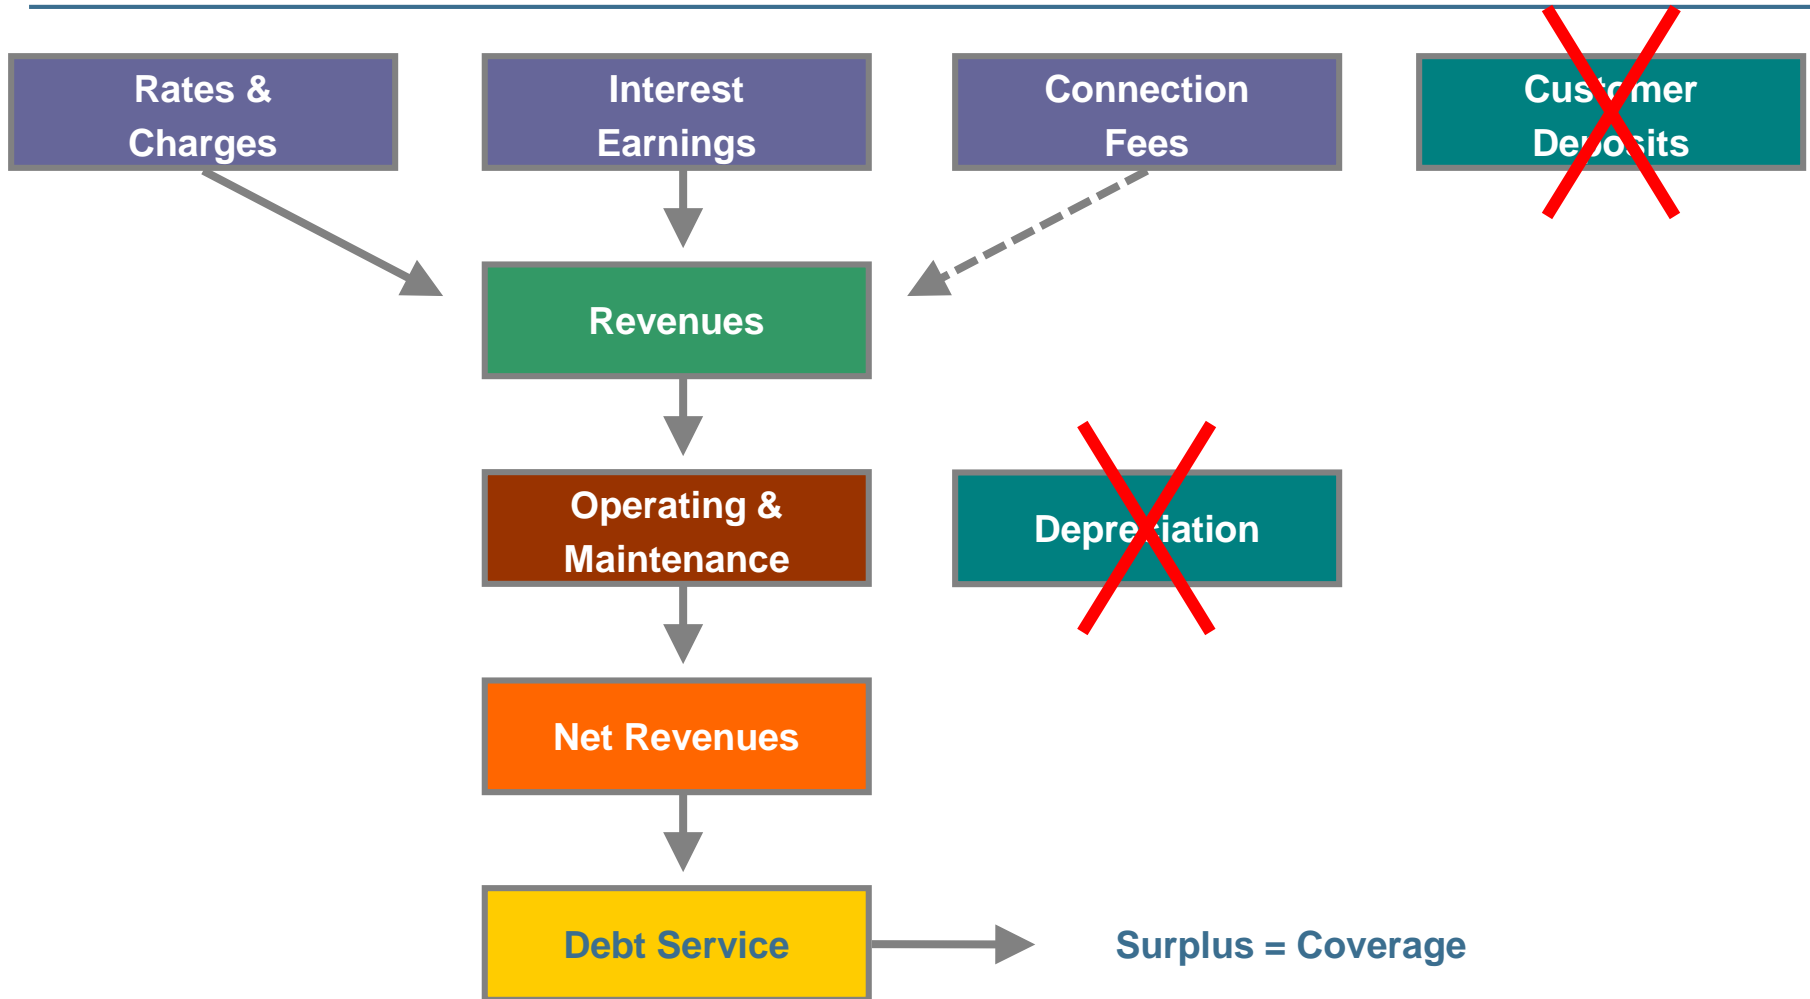 Rates &
Charges
Interest
Earnings
Connection
Fees
Customer
Deposits
Revenues
Operating &
Maintenance
Depreciation
Net Revenues
Debt Service
Surplus = Coverage